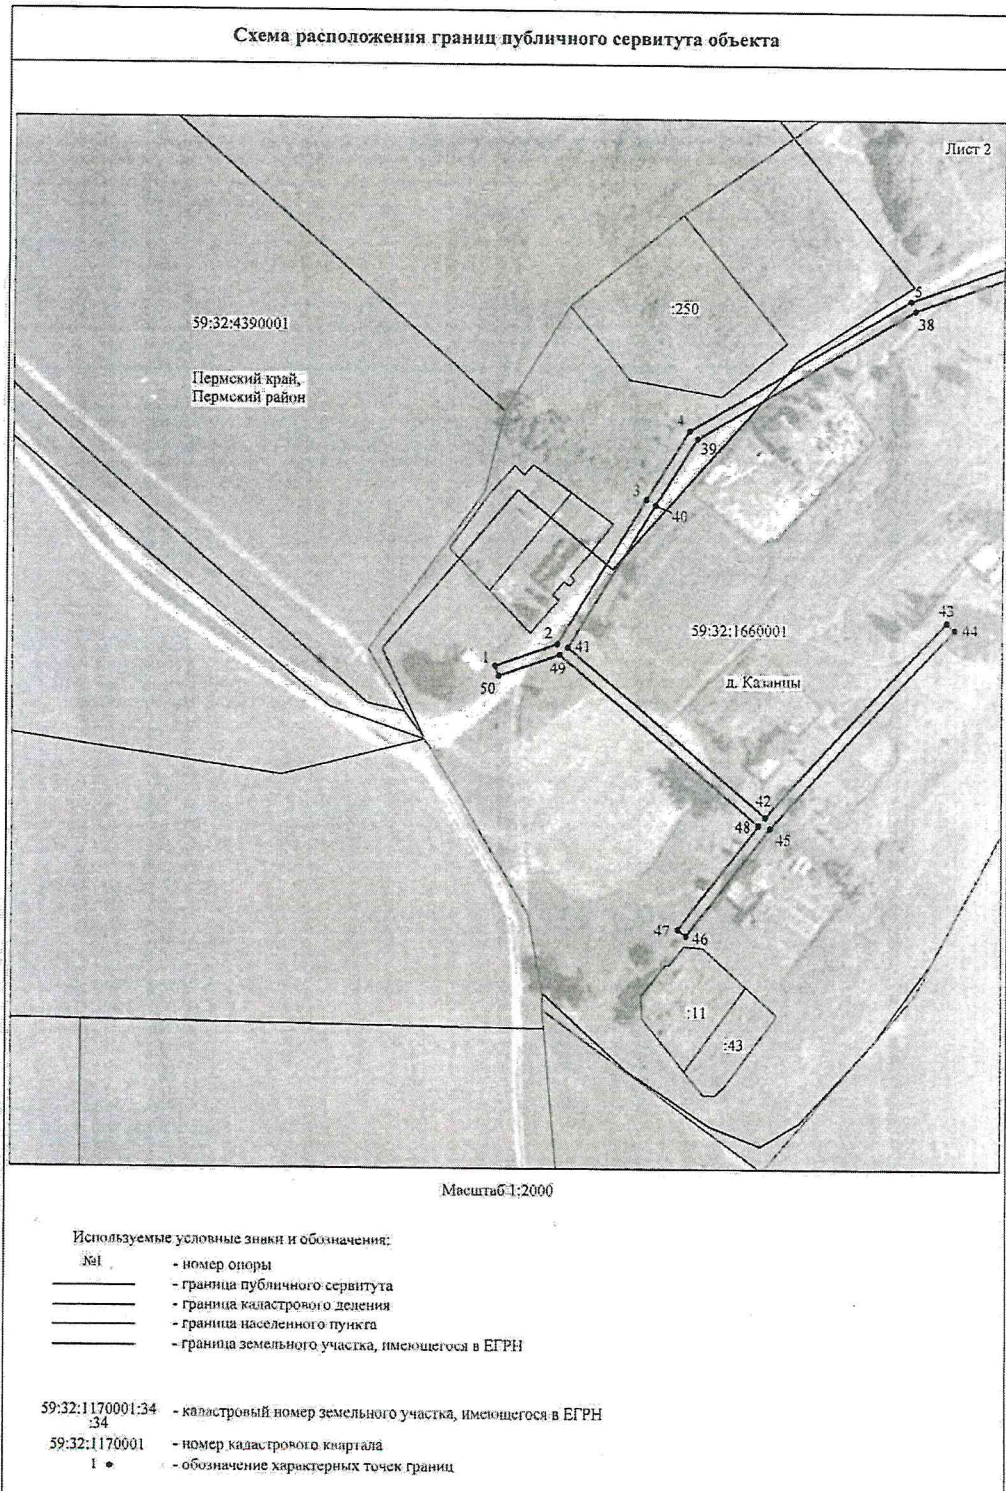 Схема расположения границ публичного сервитута объекта
Лист 2
5
38
:250
59:32:4390001
Пермский край,
Пермский район
4
39
3
40
43
44
59:32:1660001
2
41
1
49
50
д. Казанцы
42
48
45
47
46
:11
:43
Масштаб 1:2000
Используемые условные знаки и обозначения:
№1 - номер опоры
- граница публичного сервитута
- граница кадастрового деления
- граница населенного пункта
- граница земельного участка, имеющегося в ЕГРН
59:32:1170001:34
:34 - кадастровый номер земельного участка, имеющегося в ЕГРН
59:32:1170001 - номер кадастрового квартала
1 - обозначение характерных точек границ